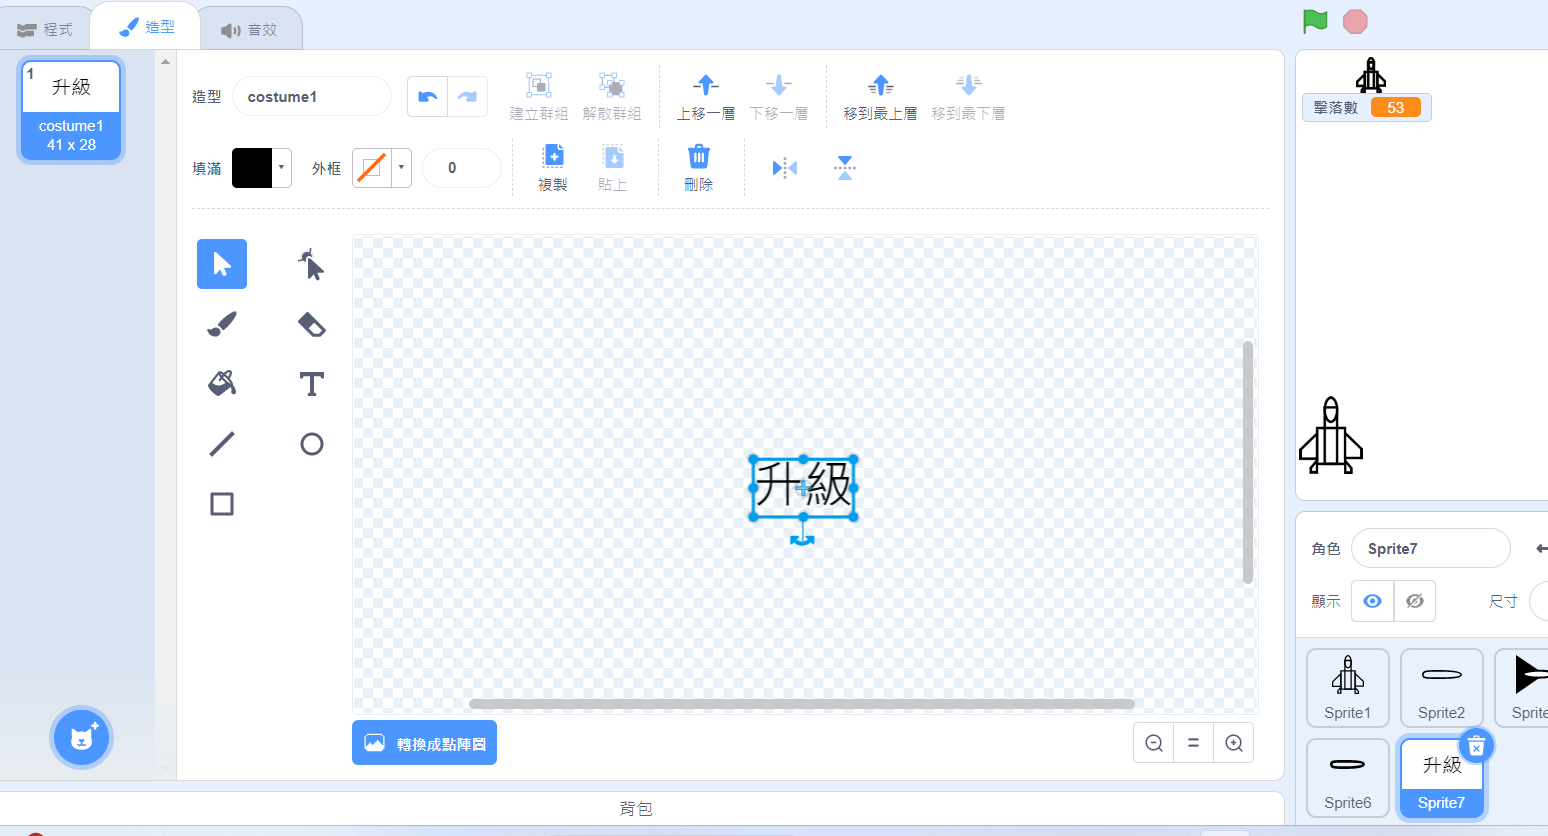 程式
造型
音效
1
升級
costume1
41 x 28
造型
costume1
建立群組
解散群組
上移一層
下移一層
移到最上層
移到最下層
填滿
外框
0
複製
貼上
刪除
升級
轉換成點陣圖
背包
擊落數 53
角色
Sprite7
顯示
尺寸
Sprite1
Sprite2
Sprite
Sprite6
升級
Sprite7